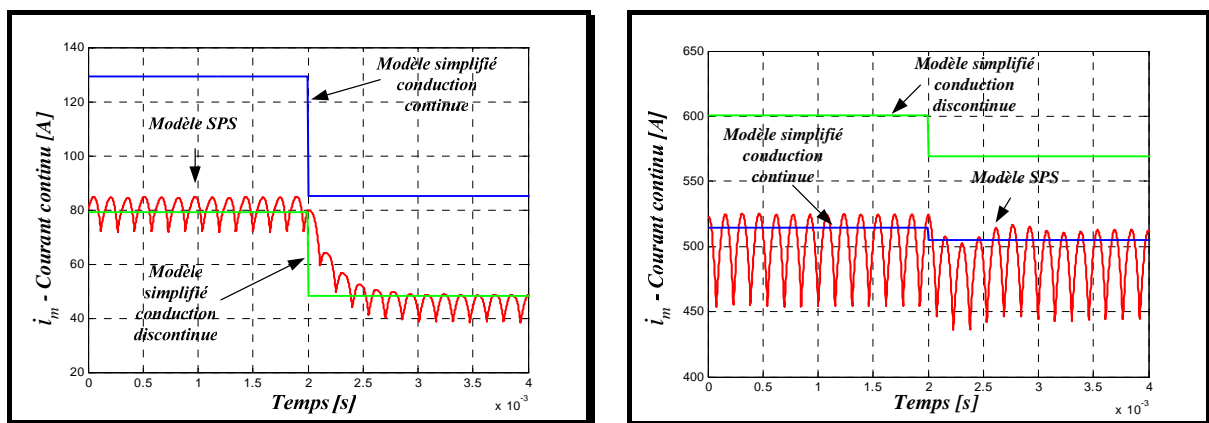 140
120
100
80
60
40
20
0
0.5
1
1.5
2
2.5
3
3.5
4
x 10⁻³
i_m - Courant continu [A]
Temps [s]
Modèle simplifié
conduction
continue
Modèle SPS
Modèle
simplifié
conduction
discontinue
650
600
550
500
450
400
0
0.5
1
1.5
2
2.5
3
3.5
4
x 10⁻³
i_m - Courant continu [A]
Temps [s]
Modèle simplifié
conduction
discontinue
Modèle simplifié
conduction
continue
Modèle SPS